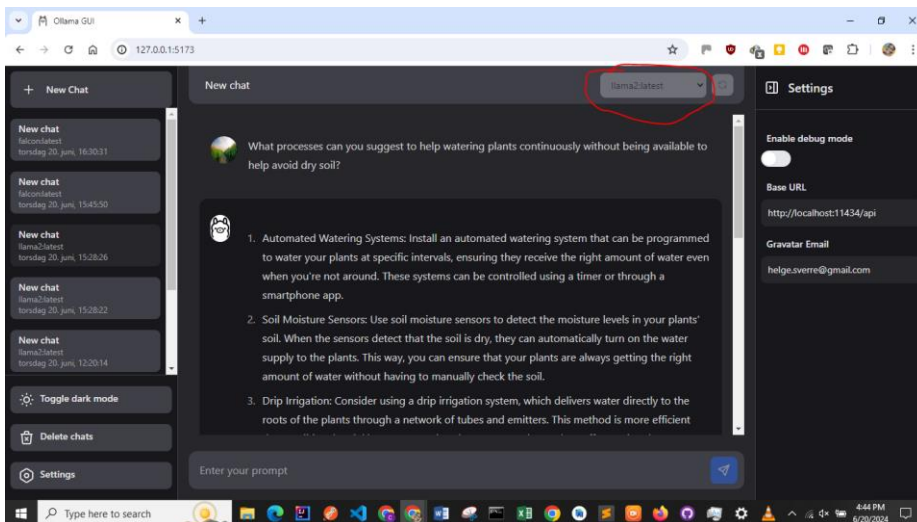 Ollama GUI
127.0.0.1:5173
New Chat
New chat
falcon:latest
torsdag 20. juni, 16:30:31
New chat
falcon:latest
torsdag 20. juni, 15:45:50
New chat
llama2:latest
torsdag 20. juni, 15:28:26
New chat
llama2:latest
torsdag 20. juni, 15:28:22
New chat
llama2:latest
torsdag 20. juni, 12:20:14
Toggle dark mode
Delete chats
Settings
New chat
llama2:latest
What processes can you suggest to help watering plants continuously without being available to
help avoid dry soil?
1. Automated Watering Systems: Install an automated watering system that can be programmed
to water your plants at specific intervals, ensuring they receive the right amount of water even
when you're not around. These systems can be controlled using a timer or through a
smartphone app.
2. Soil Moisture Sensors: Use soil moisture sensors to detect the moisture levels in your plants'
soil. When the sensors detect that the soil is dry, they can automatically turn on the water
supply to the plants. This way, you can ensure that your plants are always getting the right
amount of water without having to manually check the soil.
3. Drip Irrigation: Consider using a drip irrigation system, which delivers water directly to the
roots of the plants through a network of tubes and emitters. This method is more efficient
Enter your prompt
Settings
Enable debug mode
Base URL
http://localhost:11434/api
Gravatar Email
helge.sverre@gmail.com
Type here to search
4:44 PM
6/20/2024